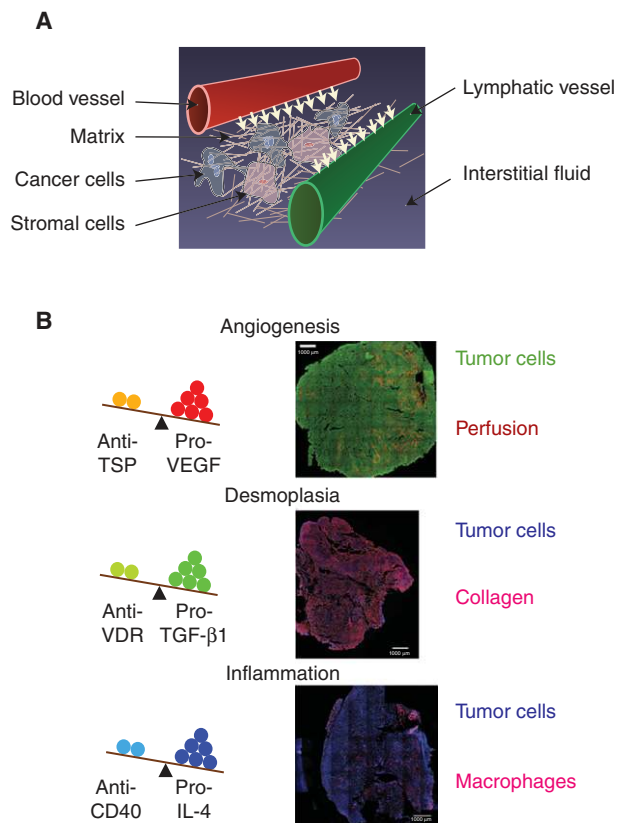 A
Blood vessel
Matrix
Cancer cells
Stromal cells
Lymphatic vessel
Interstitial fluid
B
Angiogenesis
1000 µm
Tumor cells
Perfusion
Anti-
TSP
Pro-
VEGF
Desmoplasia
Tumor cells
Collagen
1000 µm
Anti-
VDR
Pro-
TGF-β1
Inflammation
Tumor cells
Macrophages
1000 µm
Anti-
CD40
Pro-
IL-4